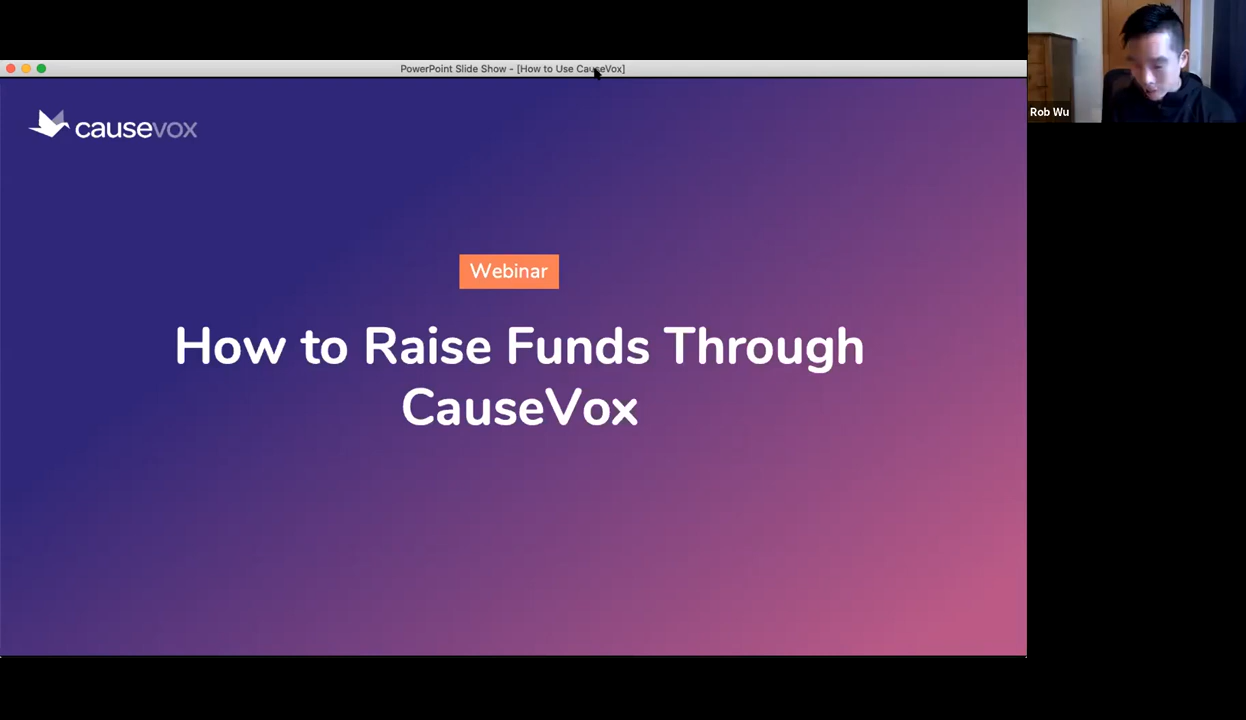 PowerPoint Slide Show - [How to Use CauseVox]
causevox
Webinar
How to Raise Funds Through
CauseVox
Rob Wu